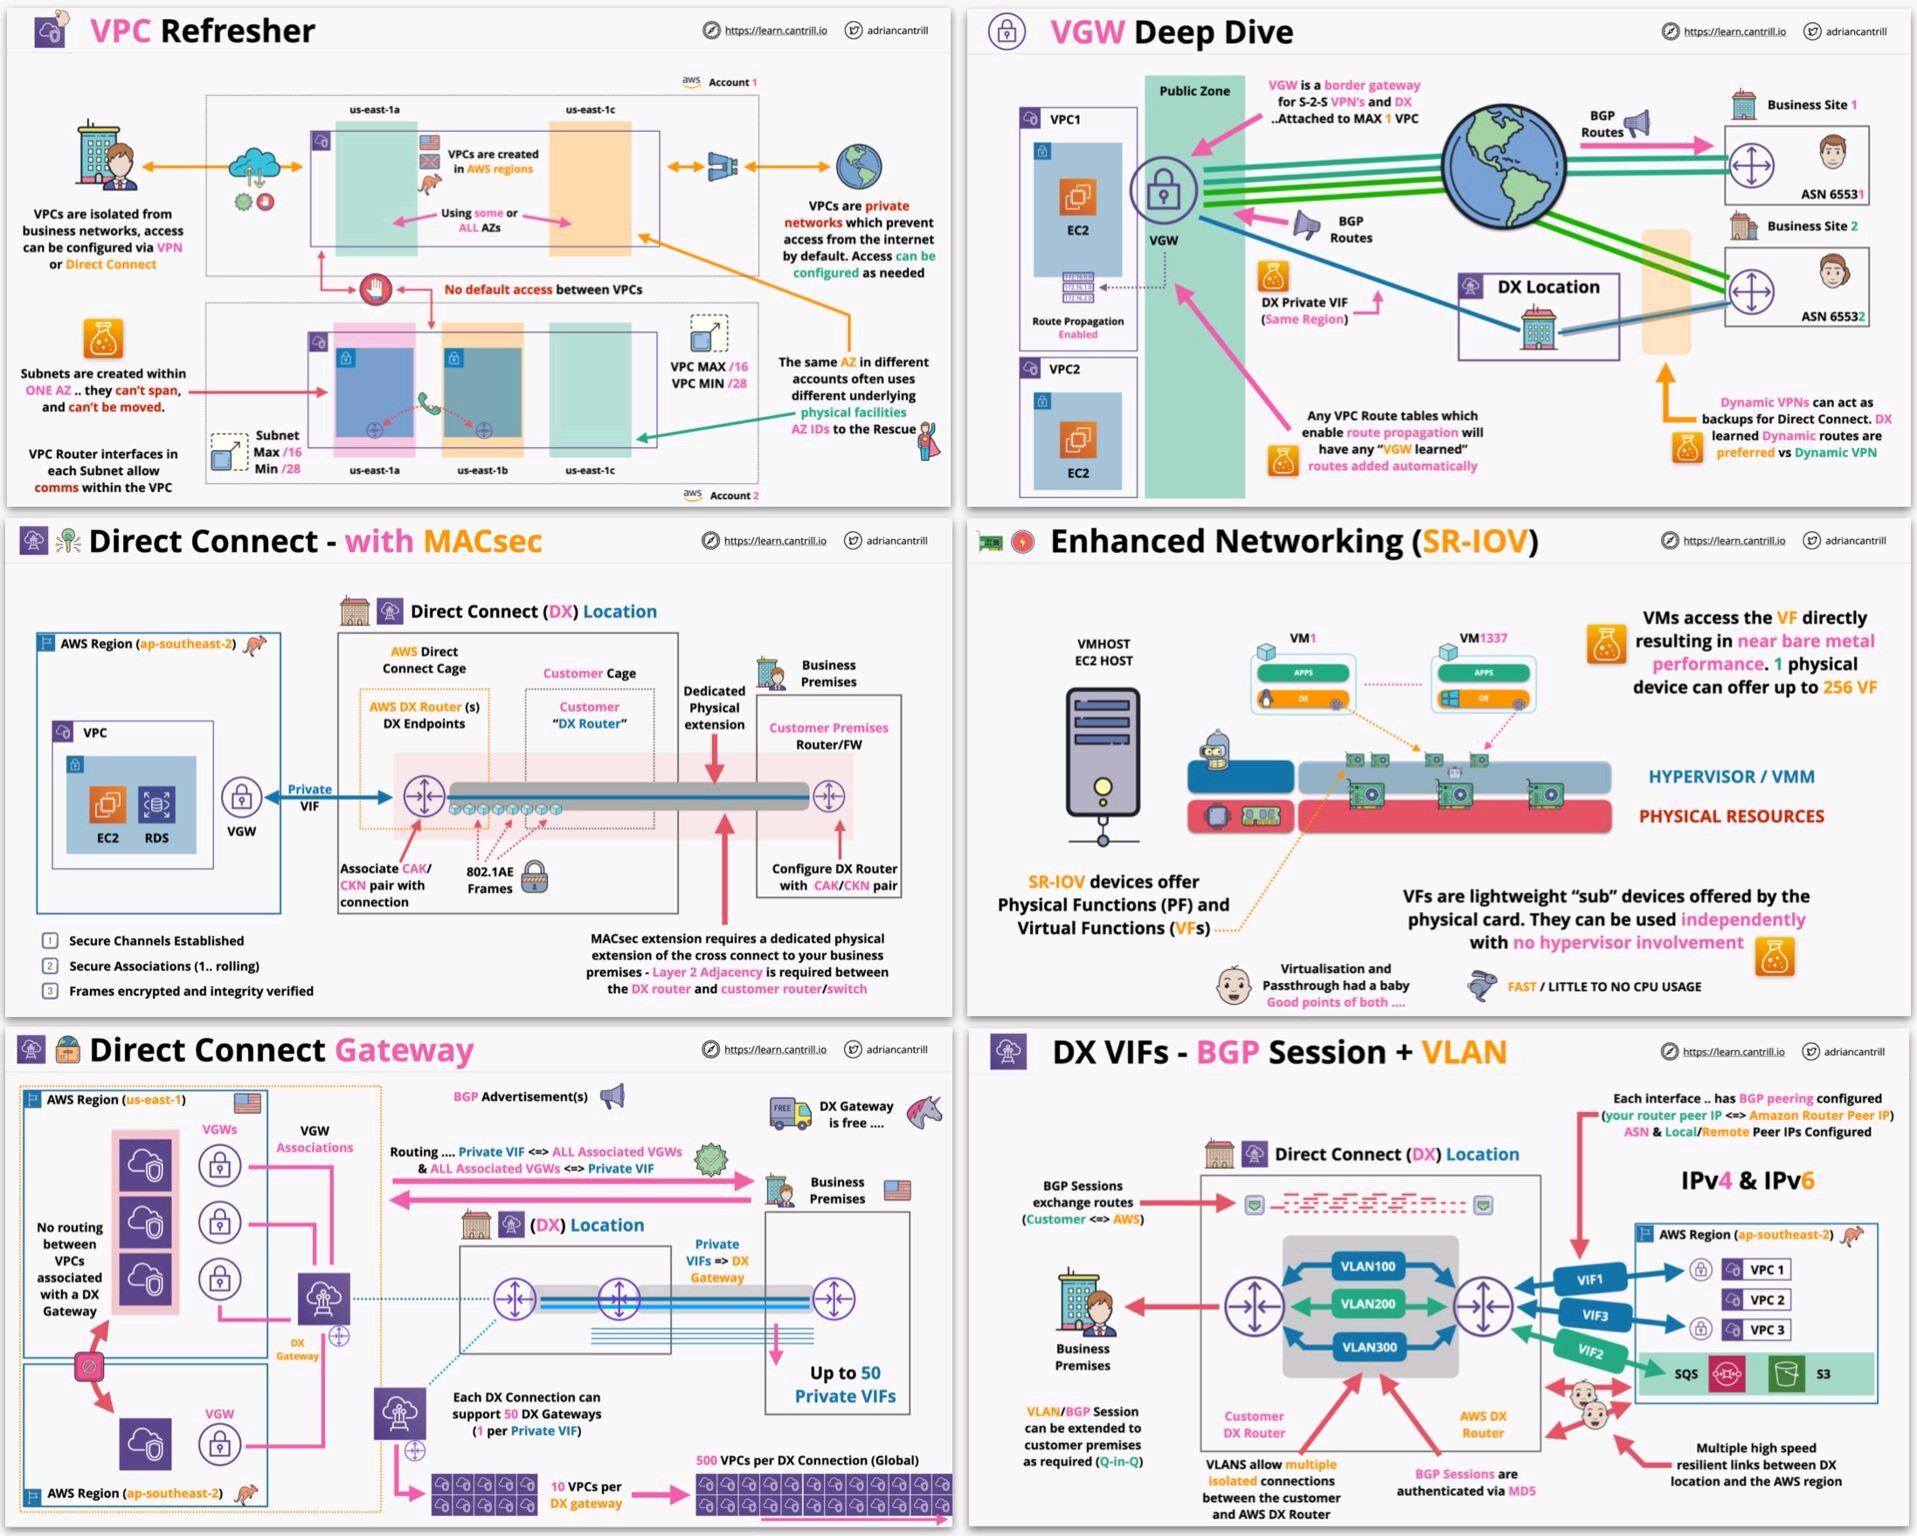 VPC Refresher
https://learn.cantrill.io
adriancantrill
aws Account 1
us-east-1a
us-east-1c
VPCs are created
in AWS regions
Using some or
ALL AZs
VPCs are isolated from
business networks, access
can be configured via VPN
or Direct Connect
VPCs are private
networks which prevent
access from the internet
by default. Access can be
configured as needed
No default access between VPCs
Subnets are created within
ONE AZ .. they can't span,
and can't be moved.
VPC MAX /16
VPC MIN /28
The same AZ in different
accounts often uses
different underlying
physical facilities
AZ IDs to the Rescue
Subnet
Max /16
Min /28
VPC Router interfaces in
each Subnet allow
comms within the VPC
us-east-1a
us-east-1b
us-east-1c
aws Account 2
VGW Deep Dive
https://learn.cantrill.io
adriancantrill
Public Zone
VGW is a border gateway
for S-2-S VPN's and DX
..Attached to MAX 1 VPC
BGP
Routes
Business Site 1
ASN 65531
VPC1
EC2
VGW
BGP
Routes
Business Site 2
ASN 65532
DX Location
DX Private VIF
(Same Region)
Route Propagation
Enabled
VPC2
EC2
Any VPC Route tables which
enable route propagation will
have any "VGW learned"
routes added automatically
Dynamic VPNs can act as
backups for Direct Connect. DX
learned Dynamic routes are
preferred vs Dynamic VPN
Direct Connect - with MACsec
https://learn.cantrill.io
adriancantrill
Direct Connect (DX) Location
AWS Region (ap-southeast-2)
AWS Direct
Connect Cage
Customer Cage
Dedicated
Physical
extension
Business
Premises
AWS DX Router (s)
DX Endpoints
Customer
"DX Router"
Customer Premises
Router/FW
VPC
EC2
RDS
VGW
Private
VIF
Associate CAK/
CKN pair with
connection
802.1AE
Frames
Configure DX Router
with CAK/CKN pair
1 Secure Channels Established
2 Secure Associations (1.. rolling)
3 Frames encrypted and integrity verified
MACsec extension requires a dedicated physical
extension of the cross connect to your business
premises - Layer 2 Adjacency is required between
the DX router and customer router/switch
Enhanced Networking (SR-IOV)
https://learn.cantrill.io
adriancantrill
VMHOST
EC2 HOST
VM1
APPS
OS
VM1337
APPS
OS
VMs access the VF directly
resulting in near bare metal
performance. 1 physical
device can offer up to 256 VF
HYPERVISOR / VMM
PHYSICAL RESOURCES
SR-IOV devices offer
Physical Functions (PF) and
Virtual Functions (VFs)
VFs are lightweight "sub" devices offered by the
physical card. They can be used independently
with no hypervisor involvement
Virtualisation and
Passthrough had a baby
Good points of both ....
FAST / LITTLE TO NO CPU USAGE
Direct Connect Gateway
https://learn.cantrill.io
adriancantrill
AWS Region (us-east-1)
VGWs
VGW
Associations
BGP Advertisement(s)
FREE
DX Gateway
is free ....
Routing .... Private VIF <=> ALL Associated VGWs
& ALL Associated VGWs <=> Private VIF
Business
Premises
(DX) Location
No routing
between
VPCs
associated
with a DX
Gateway
Private
VIFs => DX
Gateway
DX
Gateway
Up to 50
Private VIFs
Each DX Connection can
support 50 DX Gateways
(1 per Private VIF)
VGW
AWS Region (ap-southeast-2)
10 VPCs per
DX gateway
500 VPCs per DX Connection (Global)
DX VIFs - BGP Session + VLAN
https://learn.cantrill.io
adriancantrill
Each interface .. has BGP peering configured
(your router peer IP <=> Amazon Router Peer IP)
ASN & Local/Remote Peer IPs Configured
Direct Connect (DX) Location
IPv4 & IPv6
BGP Sessions
exchange routes
(Customer <=> AWS)
AWS Region (ap-southeast-2)
VLAN100
VLAN200
VLAN300
VIF1
VIF3
VIF2
VPC 1
VPC 2
VPC 3
SQS
S3
Business
Premises
VLAN/BGP Session
can be extended to
customer premises
as required (Q-in-Q)
Customer
DX Router
AWS DX
Router
VLANS allow multiple
isolated connections
between the customer
and AWS DX Router
BGP Sessions are
authenticated via MD5
Multiple high speed
resilient links between DX
location and the AWS region